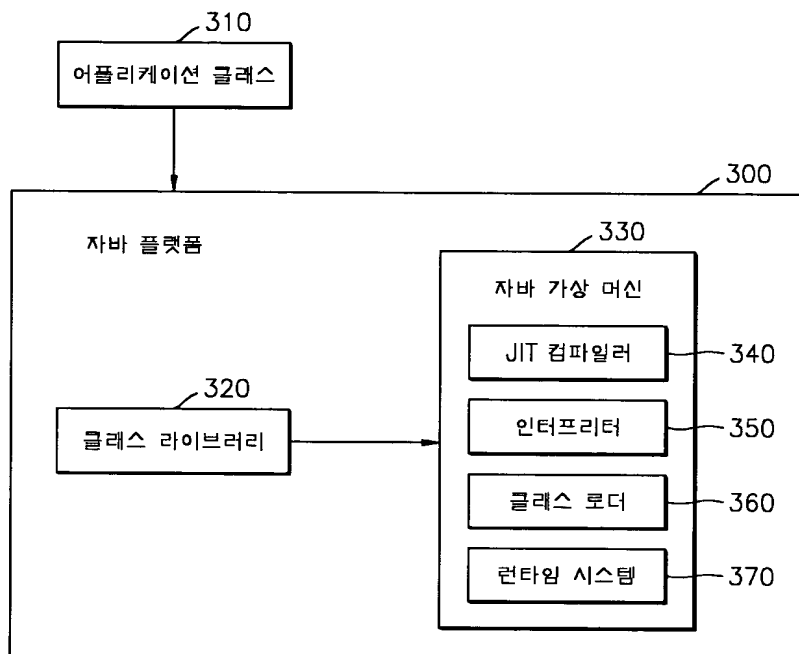 310
어플리케이션 클래스
300
자바 플랫폼
330
자바 가상 머신
JIT 컴파일러
340
320
클래스 라이브러리
인터프리터
350
클래스 로더
360
런타임 시스템
370